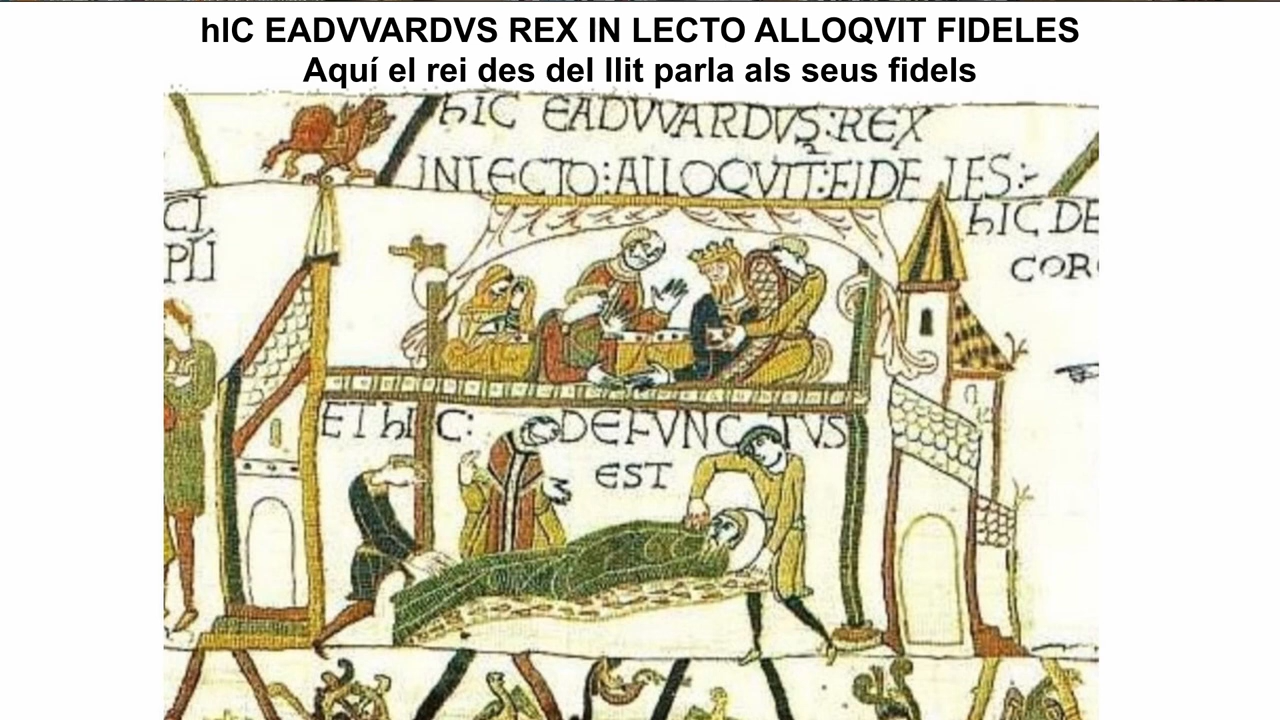 hIC EADVVARDVS REX IN LECTO ALLOQVIT FIDELES
Aquí el rei des del llit parla als seus fidels
hIC EADVVARDVS:REX
INLECTO:ALLOQVIT:FIDELES:
CI
hIC DE
COR
ET hIC: DEFVNCTVS
EST